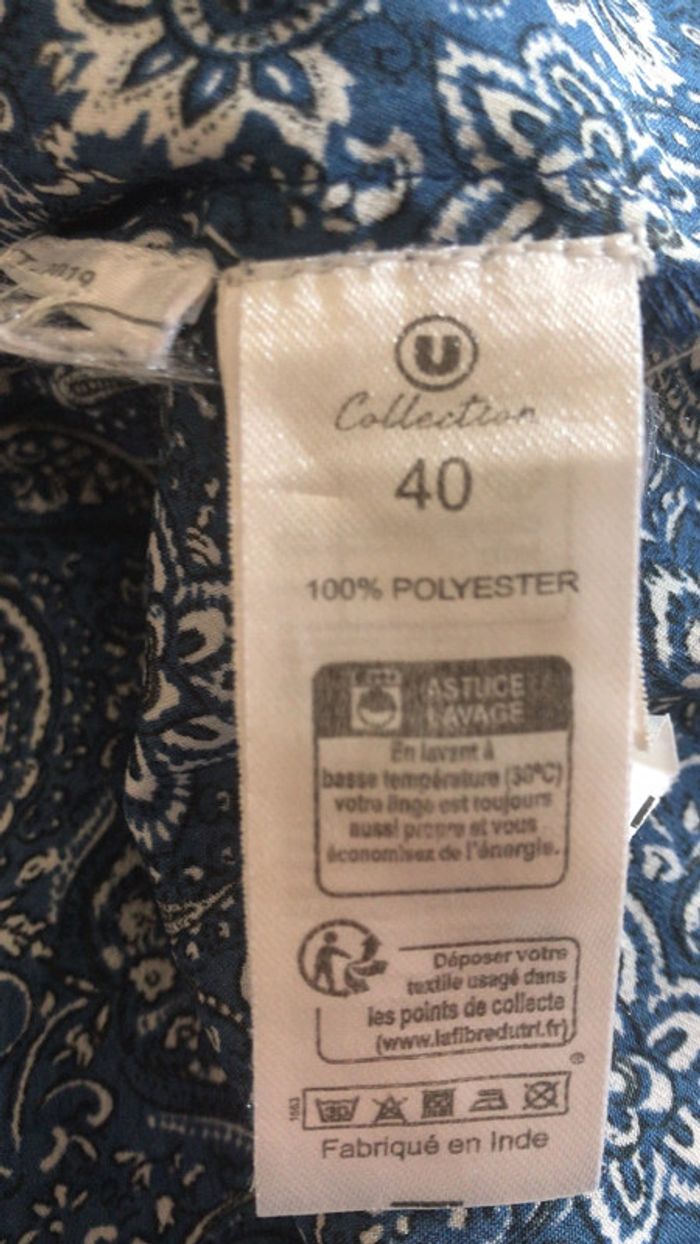 U
Collection
40
100% POLYESTER
ASTUCE
LAVAGE
En lavant à
basse température (30°C)
votre linge est toujours
aussi propre et vous
économisez de l'énergie.
Déposer votre
textile usagé dans
les points de collecte
(www.lafibredutri.fr)
30
Fabriqué en Inde